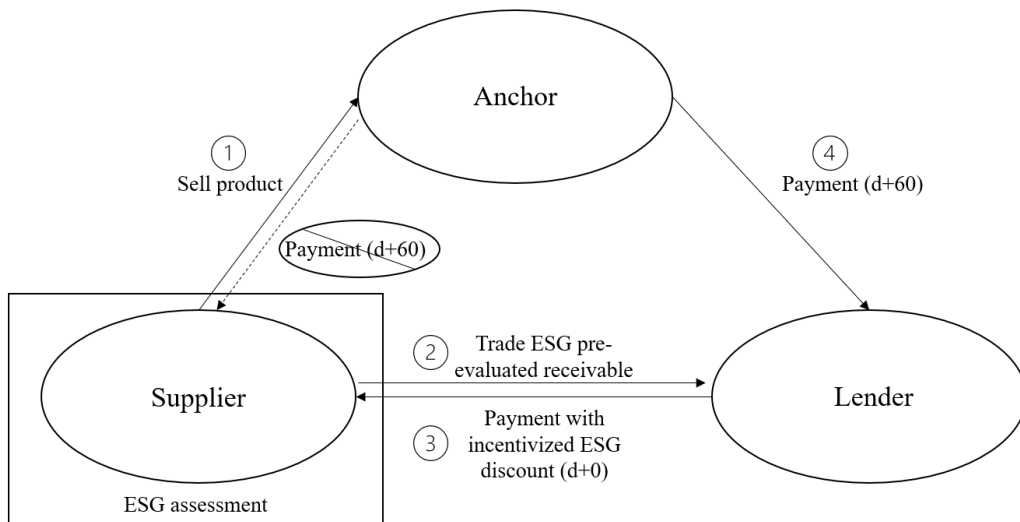 Anchor
1
Sell product
4
Payment (d+60)
Payment (d+60)
2
Trade ESG pre-
evaluated receivable
Supplier
Lender
3
Payment with
incentivized ESG
discount (d+0)
ESG assessment